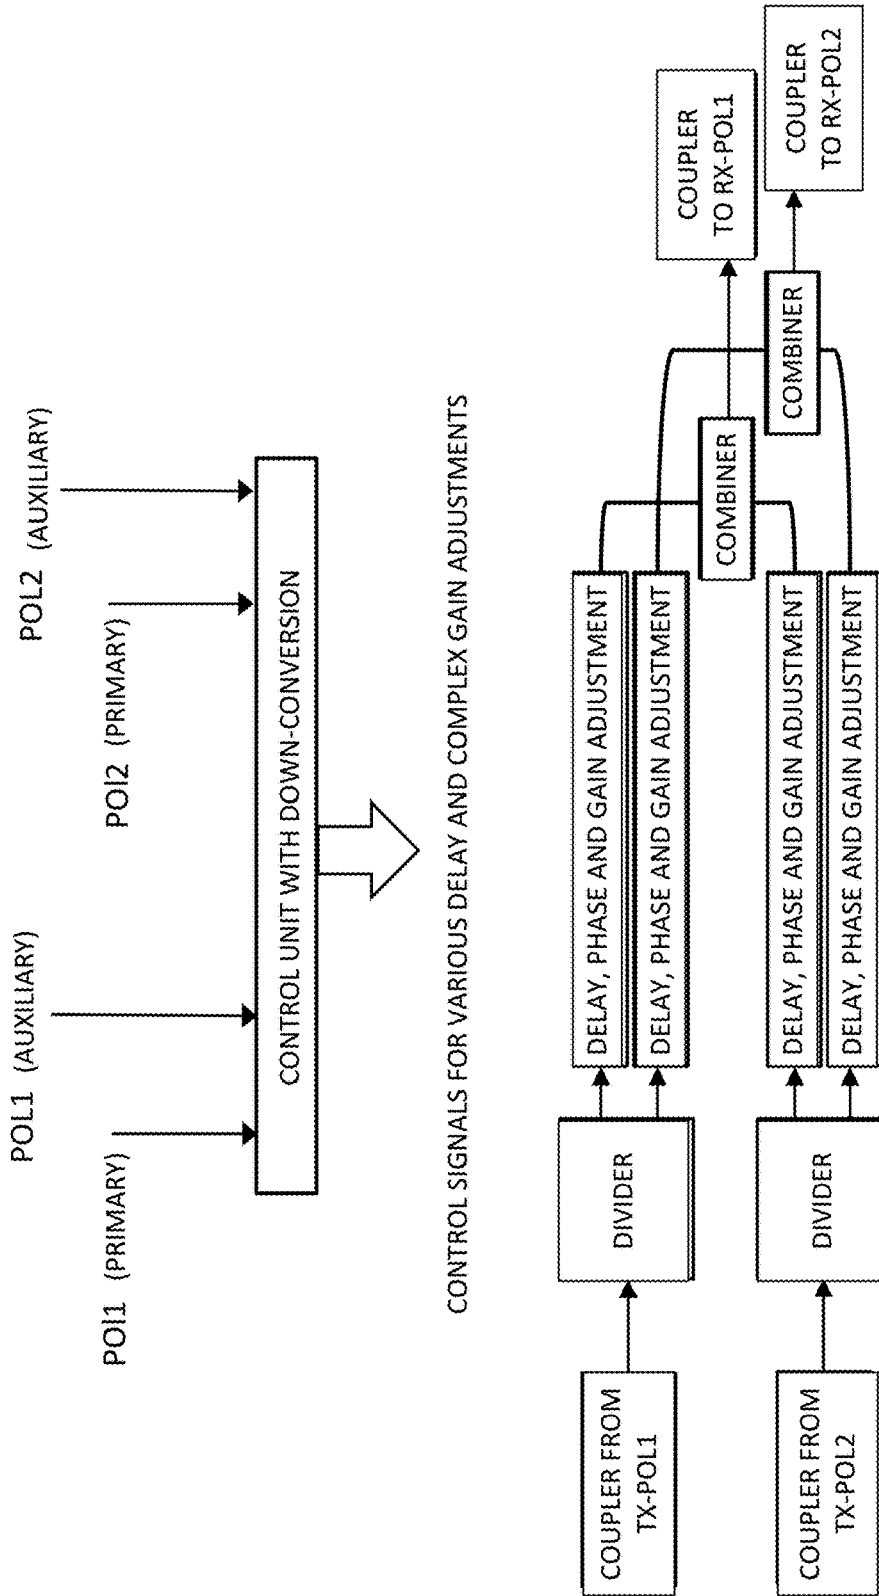 POL1 (AUXILIARY)
POL2 (AUXILIARY)
POI1 (PRIMARY)
POI2 (PRIMARY)
CONTROL UNIT WITH DOWN-CONVERSION
CONTROL SIGNALS FOR VARIOUS DELAY AND COMPLEX GAIN ADJUSTMENTS
COUPLER FROM
TX-POL1
DIVIDER
DELAY, PHASE AND GAIN ADJUSTMENT
DELAY, PHASE AND GAIN ADJUSTMENT
COMBINER
COUPLER
TO RX-POL1
COUPLER FROM
TX-POL2
DIVIDER
DELAY, PHASE AND GAIN ADJUSTMENT
DELAY, PHASE AND GAIN ADJUSTMENT
COMBINER
COUPLER
TO RX-POL2